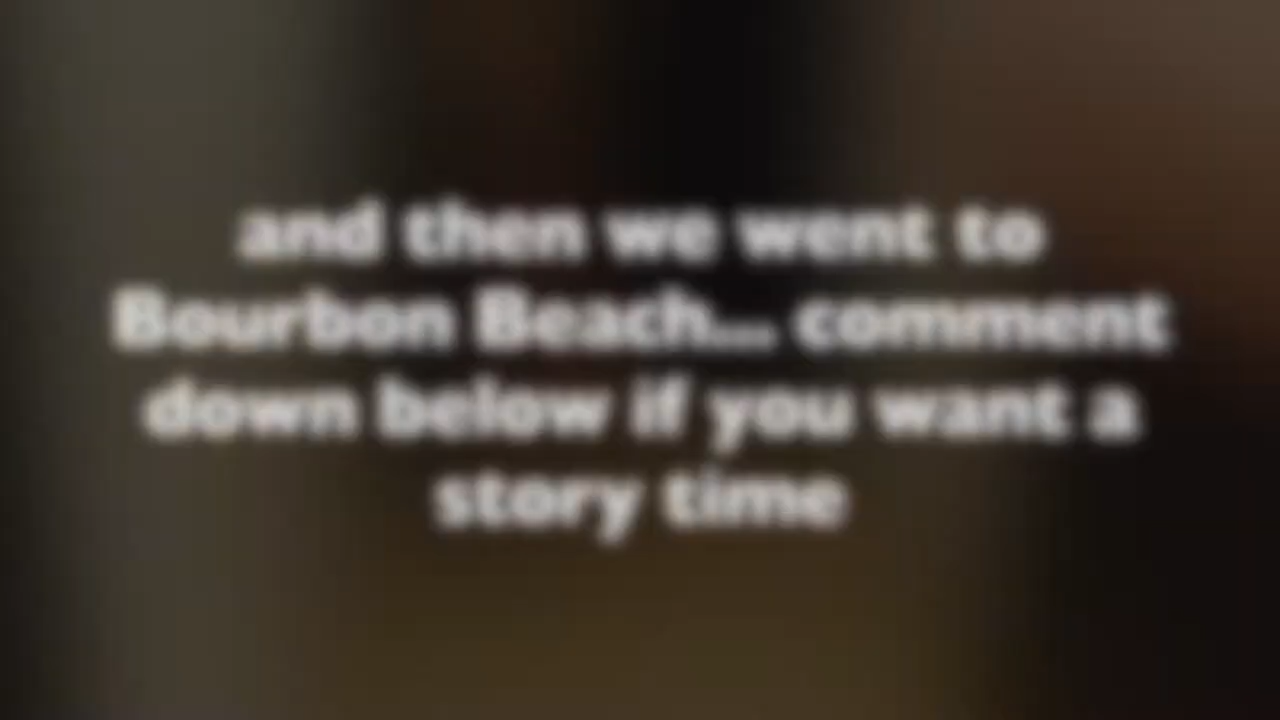 and then we went to
Bourbon Beach... comment
down below if you want a
story time